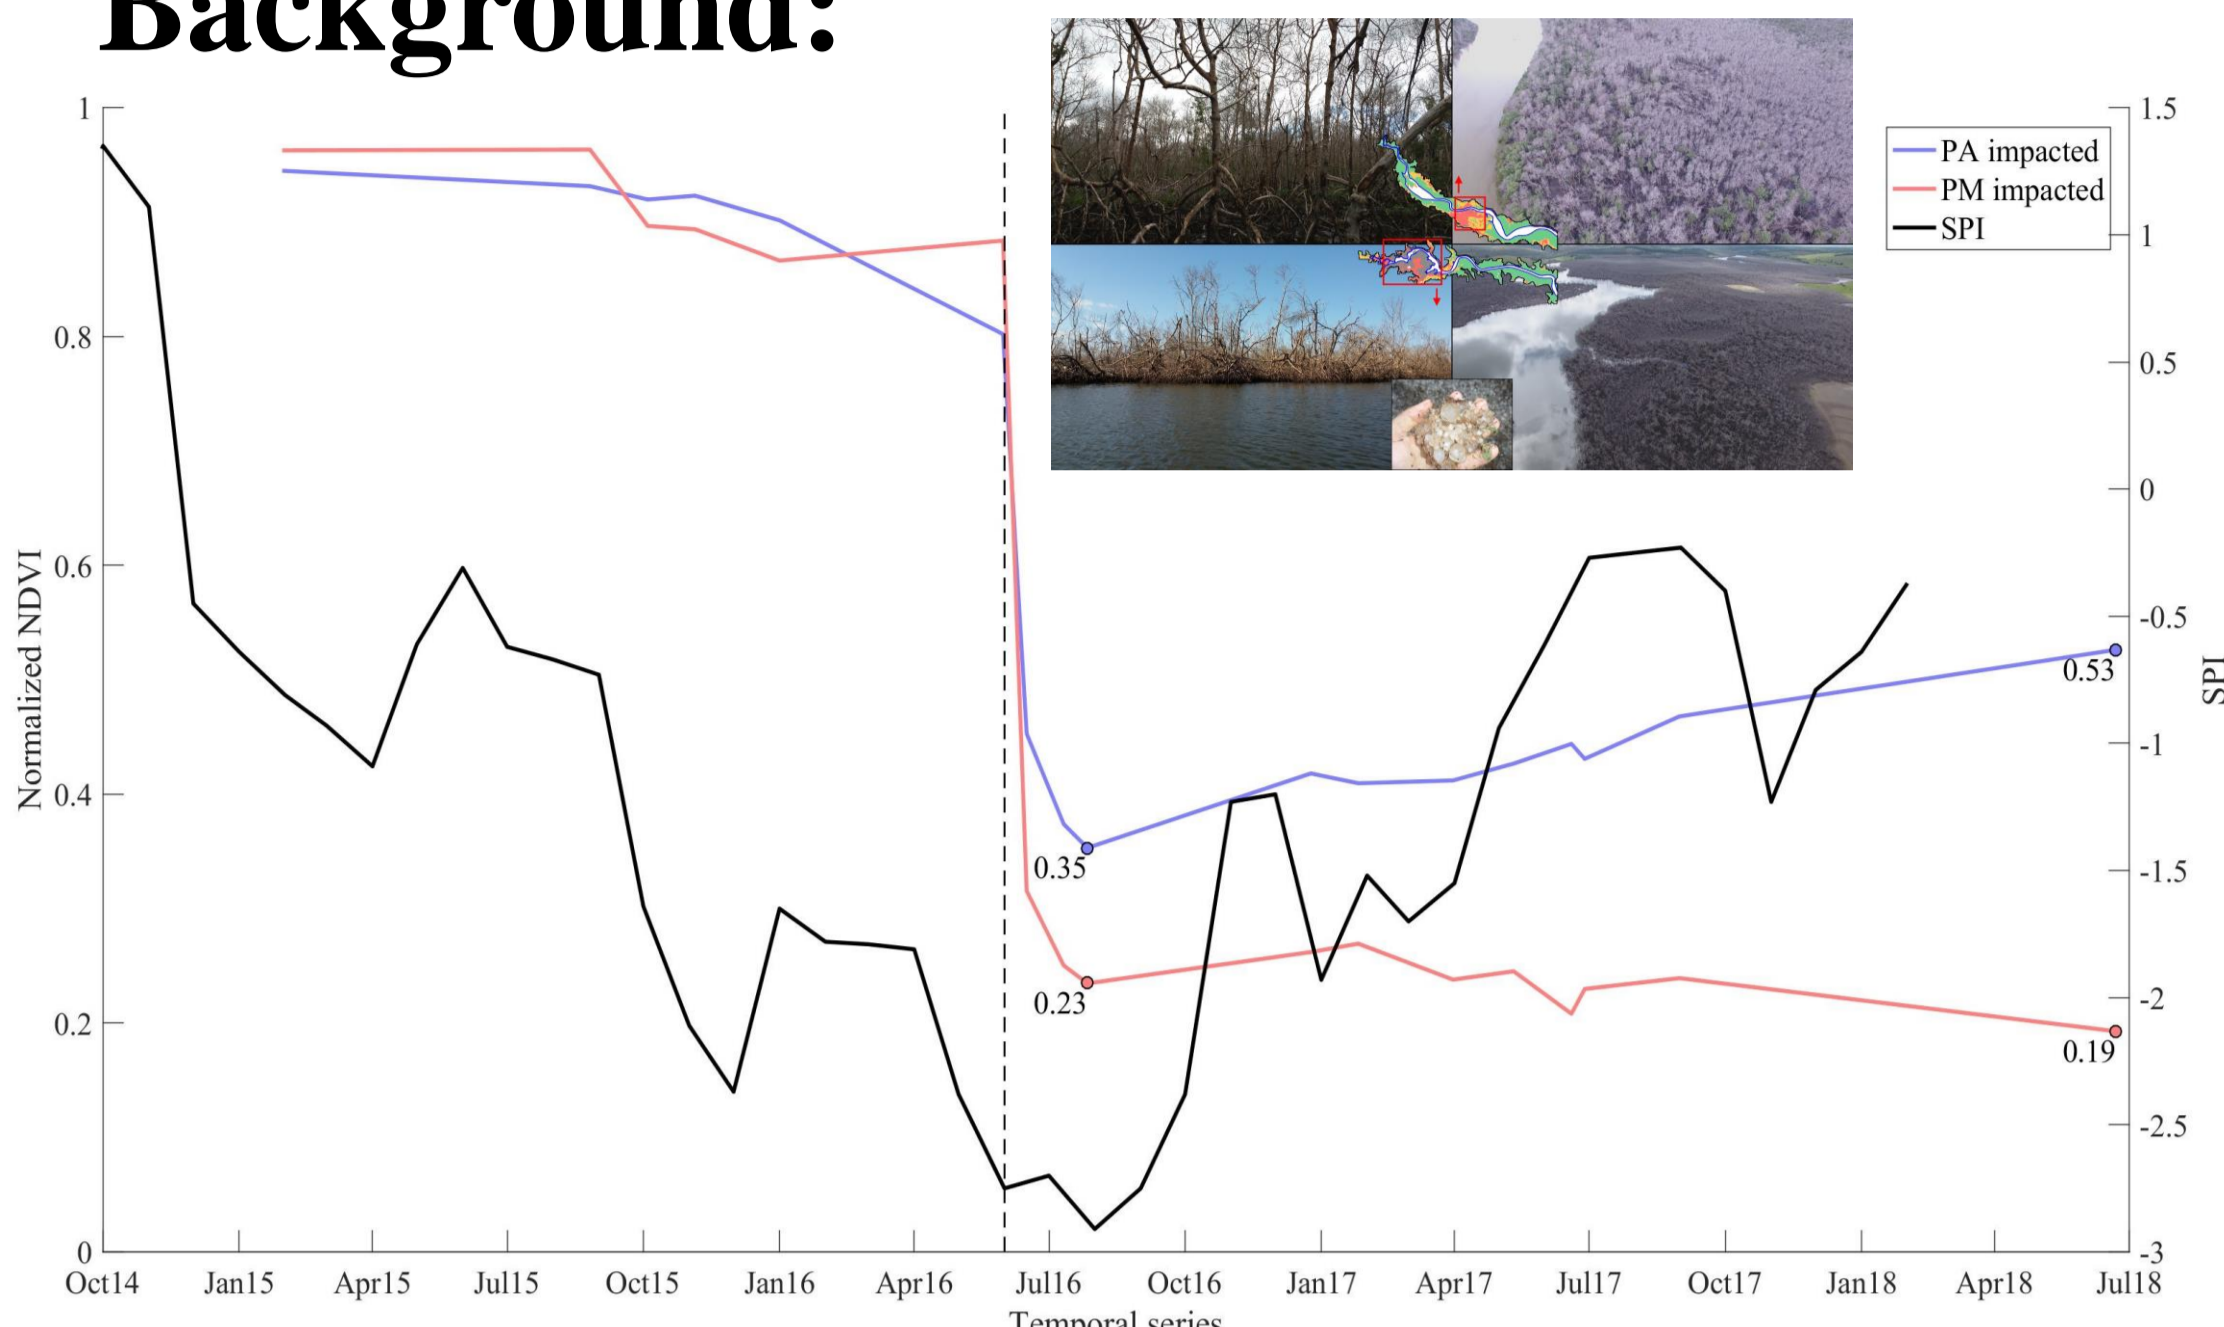 Background:
PA impacted
PM impacted
SPI
Normalized NDVI
1
0.8
0.6
0.4
0.2
0
1.5
1
0.5
0
-0.5
-1
-1.5
-2
-2.5
-3
SPI
0.35
0.23
0.53
0.19
Oct14 Jan15 Apr15 Jul15 Oct15 Jan16 Apr16 Jul16 Oct16 Jan17 Apr17 Jul17 Oct17 Jan18 Apr18 Jul18
Temporal series